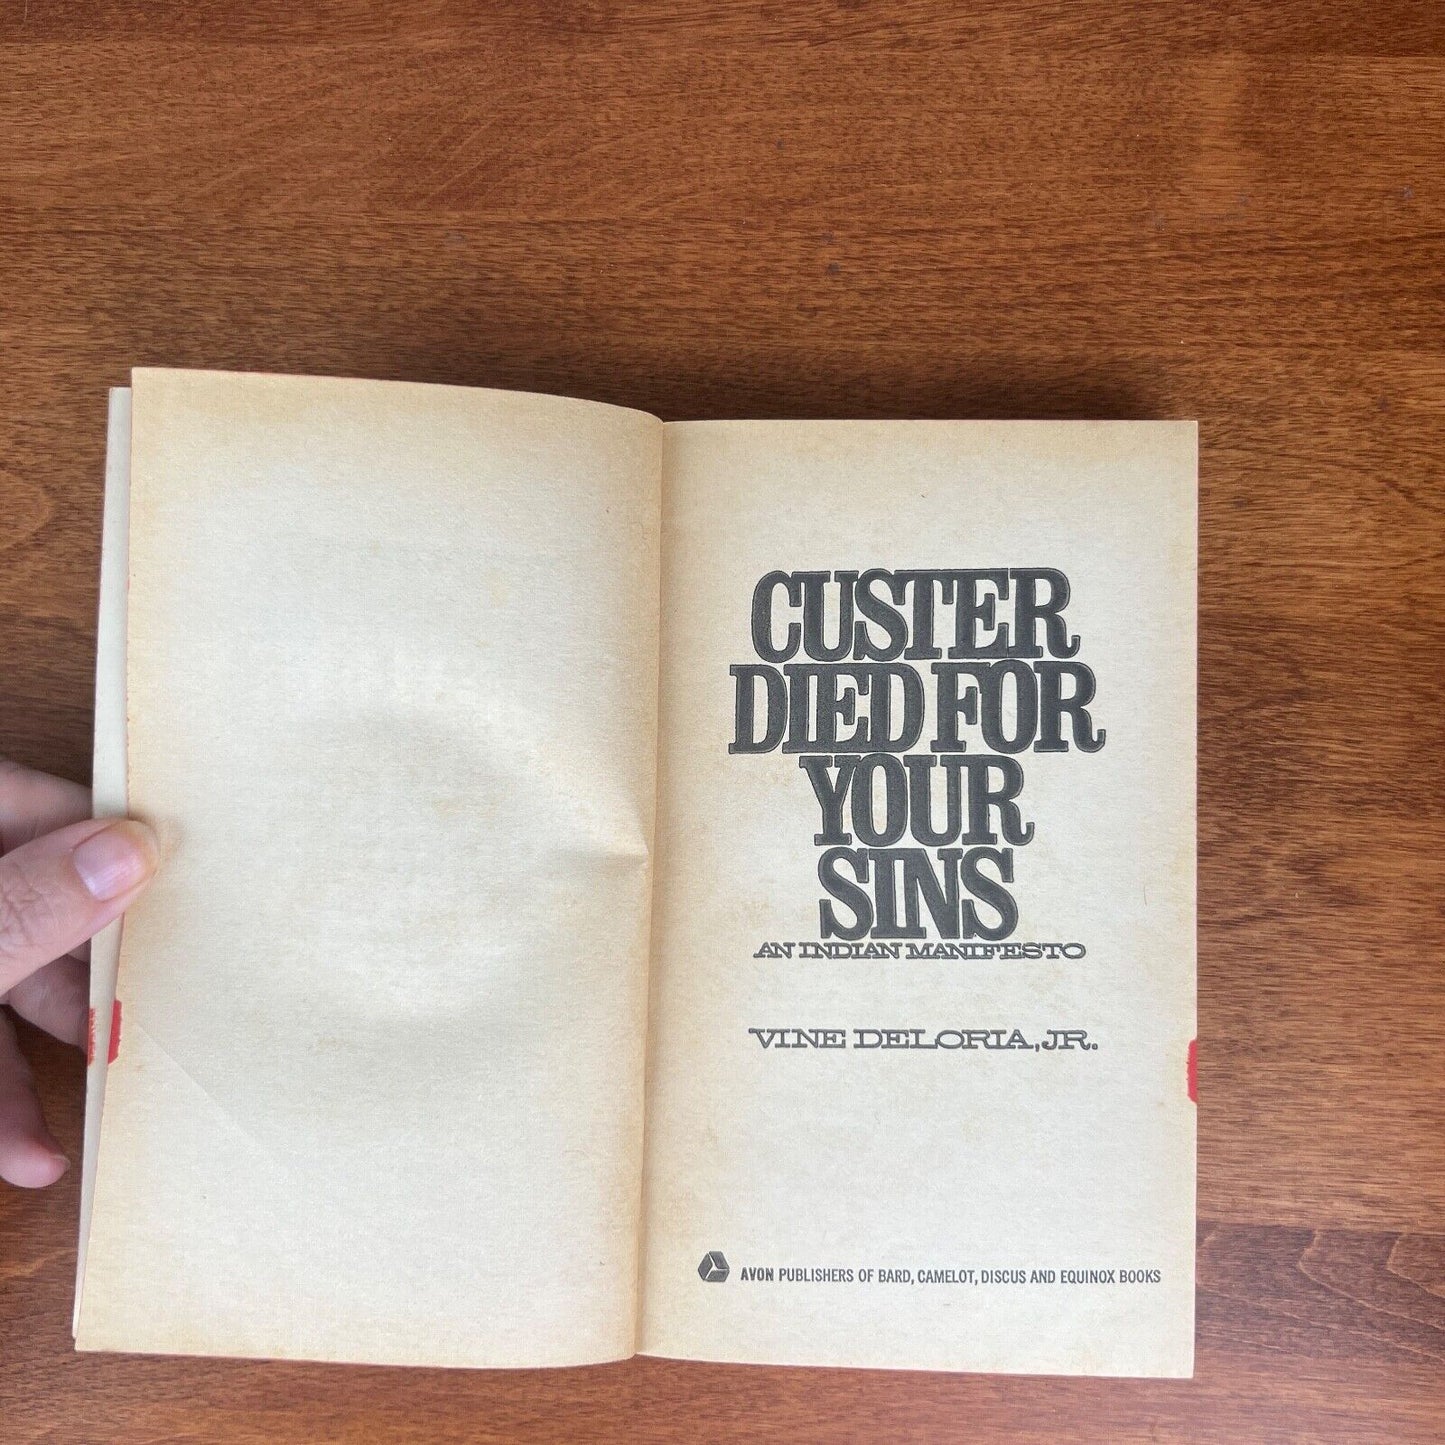 CUSTER
DIED FOR
YOUR
SINS
AN INDIAN MANIFESTO
VINE DELORIA, JR.
AVON PUBLISHERS OF BARD, CAMELOT, DISCUS AND EQUINOX BOOKS